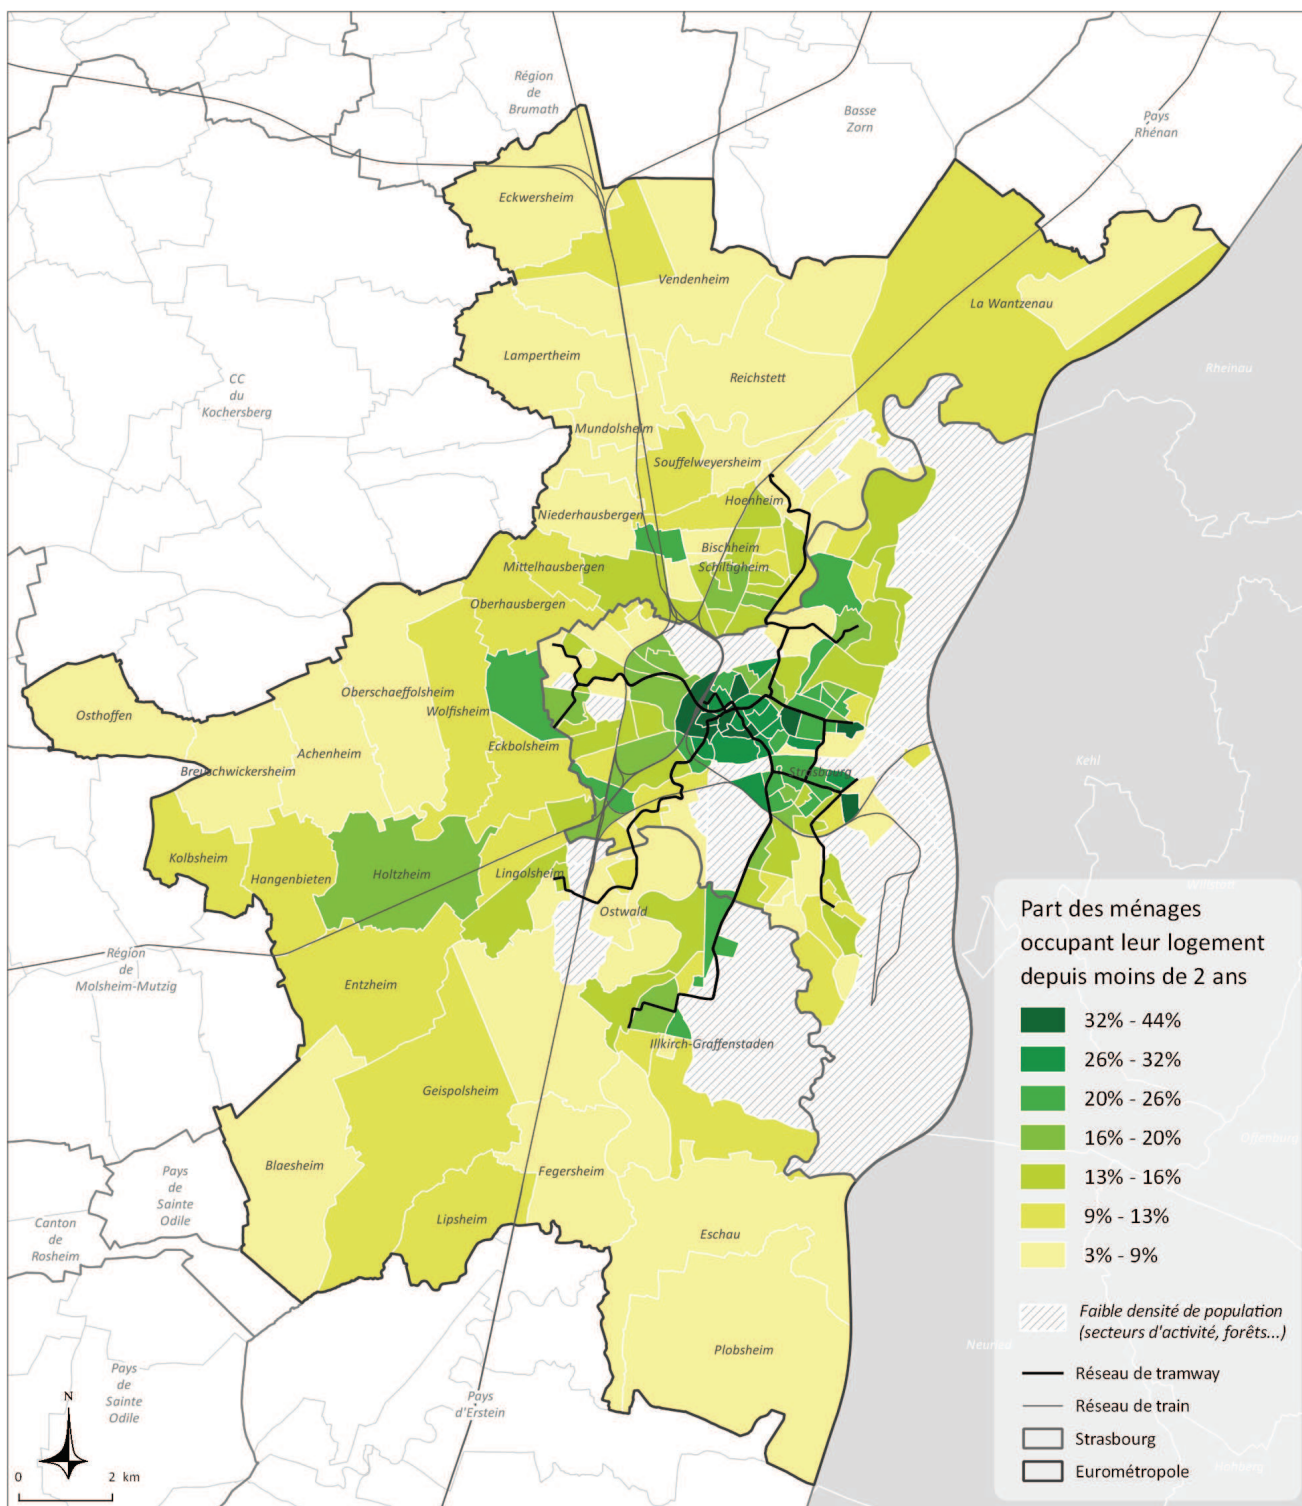 Région
de
Brumath
Basse
Zorn
Pays
Rhénan
Eckwersheim
Vendenheim
La Wantzenau
Lampertheim
Reichstett
Rheinau
CC
du
Kochersberg
Mundolsheim
Souffelweyersheim
Hoenheim
Niederhausbergen
Bischheim
Mittelhausbergen
Schiltigheim
Oberhausbergen
Oberschaeffolsheim
Osthoffen
Wolfisheim
Eckbolsheim
Achenheim
Breuschwickersheim
Strasbourg
Kehl
Kolbsheim
Hangenbieten
Holtzheim
Lingolsheim
Ostwald
Région
de
Molsheim-Mutzig
Entzheim
Illkirch-Graffenstaden
Geispolsheim
Blaesheim
Fegersheim
Pays
de
Sainte
Odile
Canton
de
Rosheim
Lipsheim
Eschau
Plobsheim
Pays
de
Sainte
Odile
Pays
d'Erstein
Offenburg
Part des ménages
occupant leur logement
depuis moins de 2 ans
32% - 44%
26% - 32%
20% - 26%
16% - 20%
13% - 16%
9% - 13%
3% - 9%
Faible densité de population
(secteurs d'activité, forêts...)
Réseau de tramway
Réseau de train
Strasbourg
Eurométropole
N
0 2 km